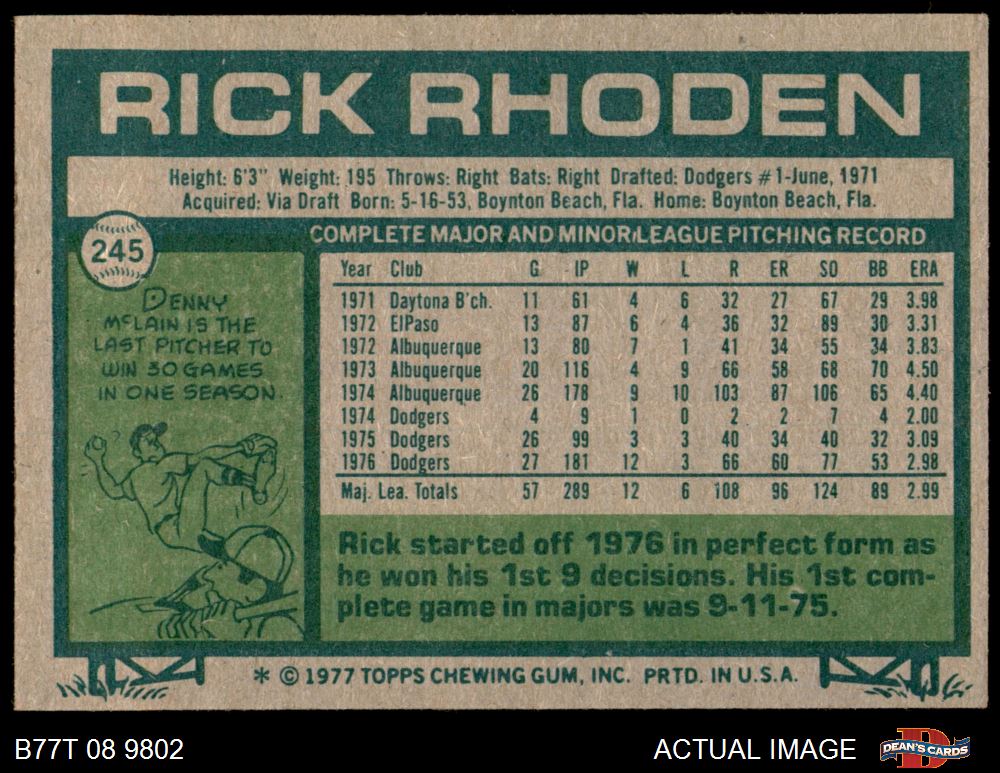 RICK RHODEN
Height: 6'3" Weight: 195 Throws: Right Bats: Right Drafted: Dodgers #1-June, 1971
Acquired: Via Draft Born: 5-16-53, Boynton Beach, Fla. Home: Boynton Beach, Fla.
245
COMPLETE MAJOR AND MINOR LEAGUE PITCHING RECORD
Year Club G IP W L R ER SO BB ERA
1971 Daytona B'ch. 11 61 4 6 32 27 67 29 3.98
1972 ElPaso 13 87 6 4 36 32 89 30 3.31
1972 Albuquerque 13 80 7 1 41 34 55 34 3.83
1973 Albuquerque 20 116 4 9 66 58 68 70 4.50
1974 Albuquerque 26 178 9 10 103 87 106 65 4.40
1974 Dodgers 4 9 1 0 2 2 7 4 2.00
1975 Dodgers 26 99 3 3 40 34 40 32 3.09
1976 Dodgers 27 181 12 3 66 60 77 53 2.98
Maj. Lea. Totals 57 289 12 6 108 96 124 89 2.99
DENNY
McLAIN IS THE
LAST PITCHER TO
WIN 30 GAMES
IN ONE SEASON.
Rick started off 1976 in perfect form as
he won his 1st 9 decisions. His 1st com-
plete game in majors was 9-11-75.
* © 1977 TOPPS CHEWING GUM, INC. PRTD. IN U.S.A.
B77T 08 9802
ACTUAL IMAGE
B
DEAN'S CARDS